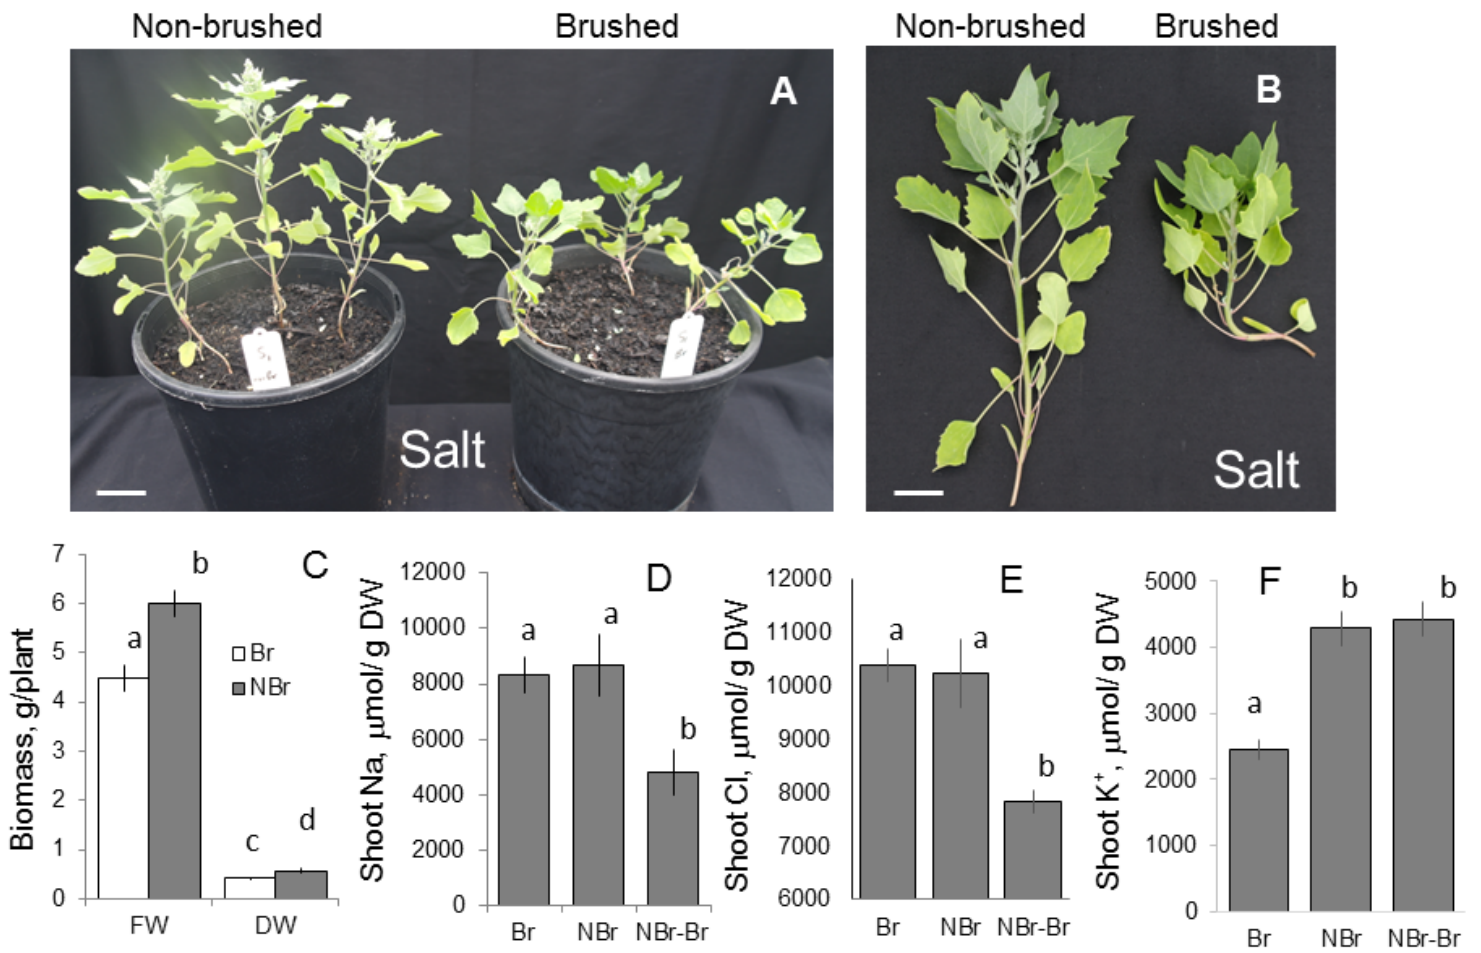 Non-brushed Brushed Non-brushed Brushed
A
B
Salt
Salt
C
Biomass, g/plant
7
6
5
4
3
2
1
0
a
b
c
d
Br
NBr
FW DW
D
Shoot Na, μmol/ g DW
12000
10000
8000
6000
4000
2000
0
a
a
b
Br NBr NBr-Br
E
Shoot Cl, μmol/ g DW
12000
11000
10000
9000
8000
7000
6000
a
a
b
Br NBr NBr-Br
F
Shoot K⁺, μmol/ g DW
5000
4000
3000
2000
1000
0
a
b
b
Br NBr NBr-Br